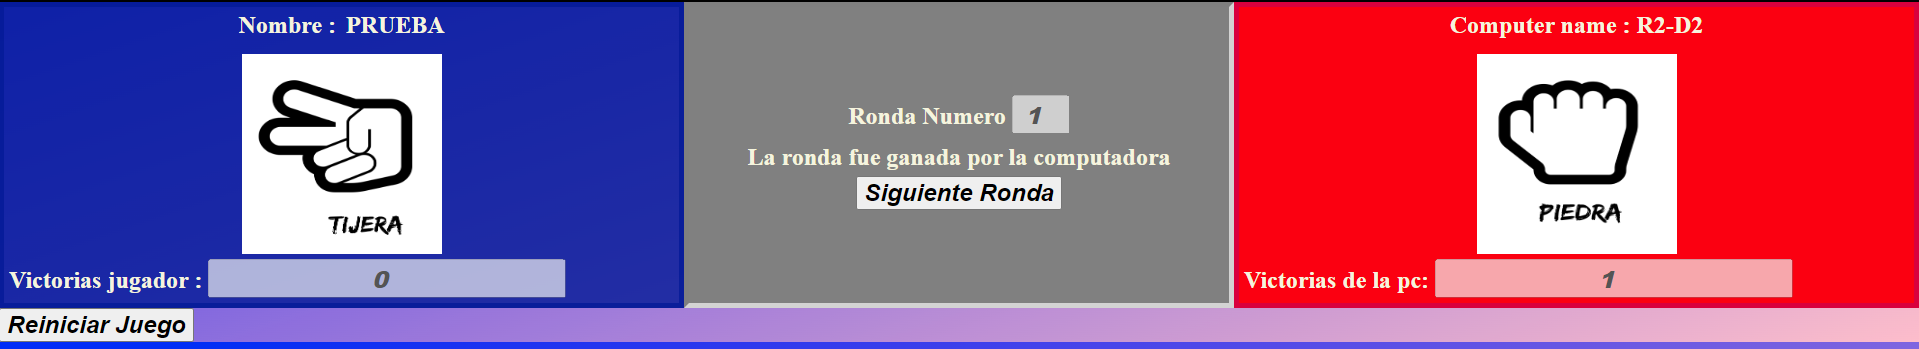 Nombre : PRUEBA
TIJERA
Victorias jugador : 0
Ronda Numero 1
La ronda fue ganada por la computadora
Siguiente Ronda
Computer name : R2-D2
PIEDRA
Victorias de la pc: 1
Reiniciar Juego